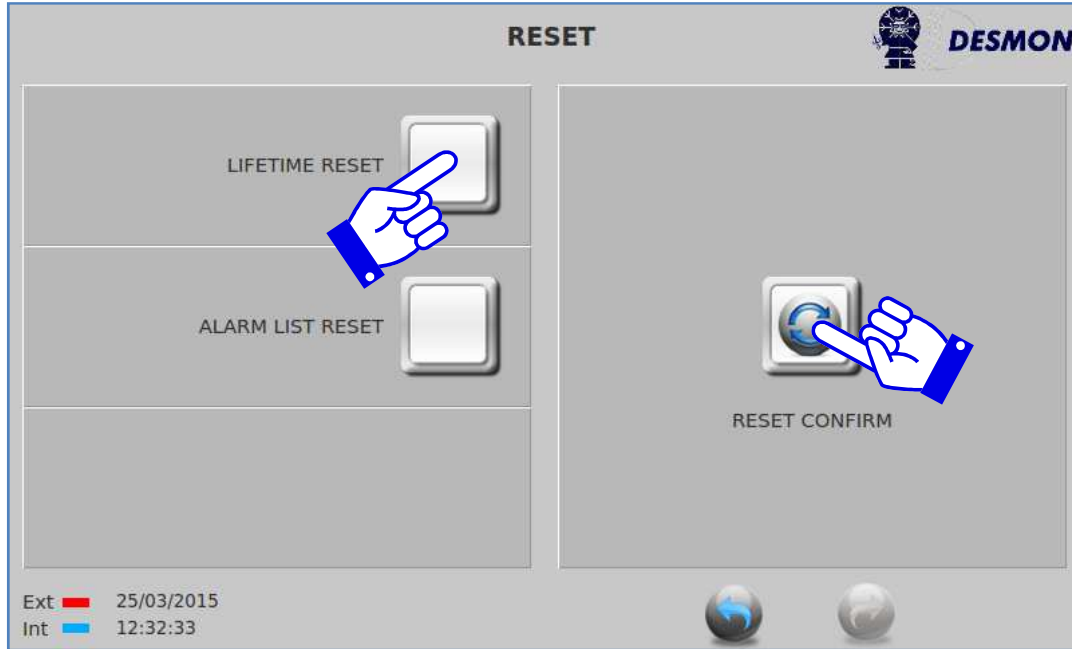 RESET
DESMON
LIFETIME RESET
ALARM LIST RESET
RESET CONFIRM
Ext 25/03/2015
Int 12:32:33